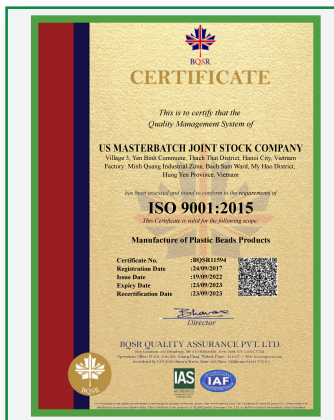 BQSR
CERTIFICATE
This is to certify that the
Quality Management System of
US MASTERBATCH JOINT STOCK COMPANY
Village 3, Yen Binh Commune, Thach That District, Hanoi City, Vietnam
Factory: Minh Quang Industrial Zone, Bach Sam Ward, My Hao District,
Hung Yen Province, Vietnam
has been assessed and found to conform to the requirements of
ISO 9001:2015
This Certificate is valid for the following scope
Manufacture of Plastic Beads Products
Certificate No. :BQSR11594
Registration Date :24/09/2017
Issue Date :19/09/2022
Expiry Date :23/09/2023
Recertification Date :23/09/2023
Director
BQSR QUALITY ASSURANCE PVT. LTD.
BQSR
IAS
IAF